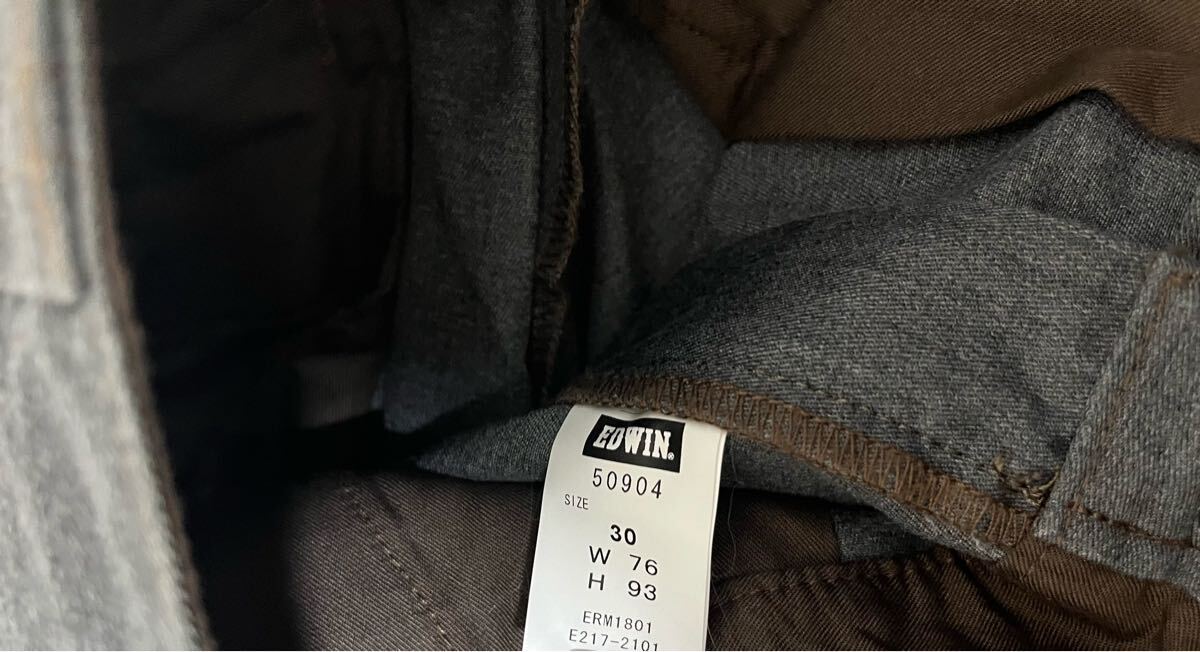 EDWIN®
50904
SIZE
30
W 76
H 93
ERM1801
E217-2101